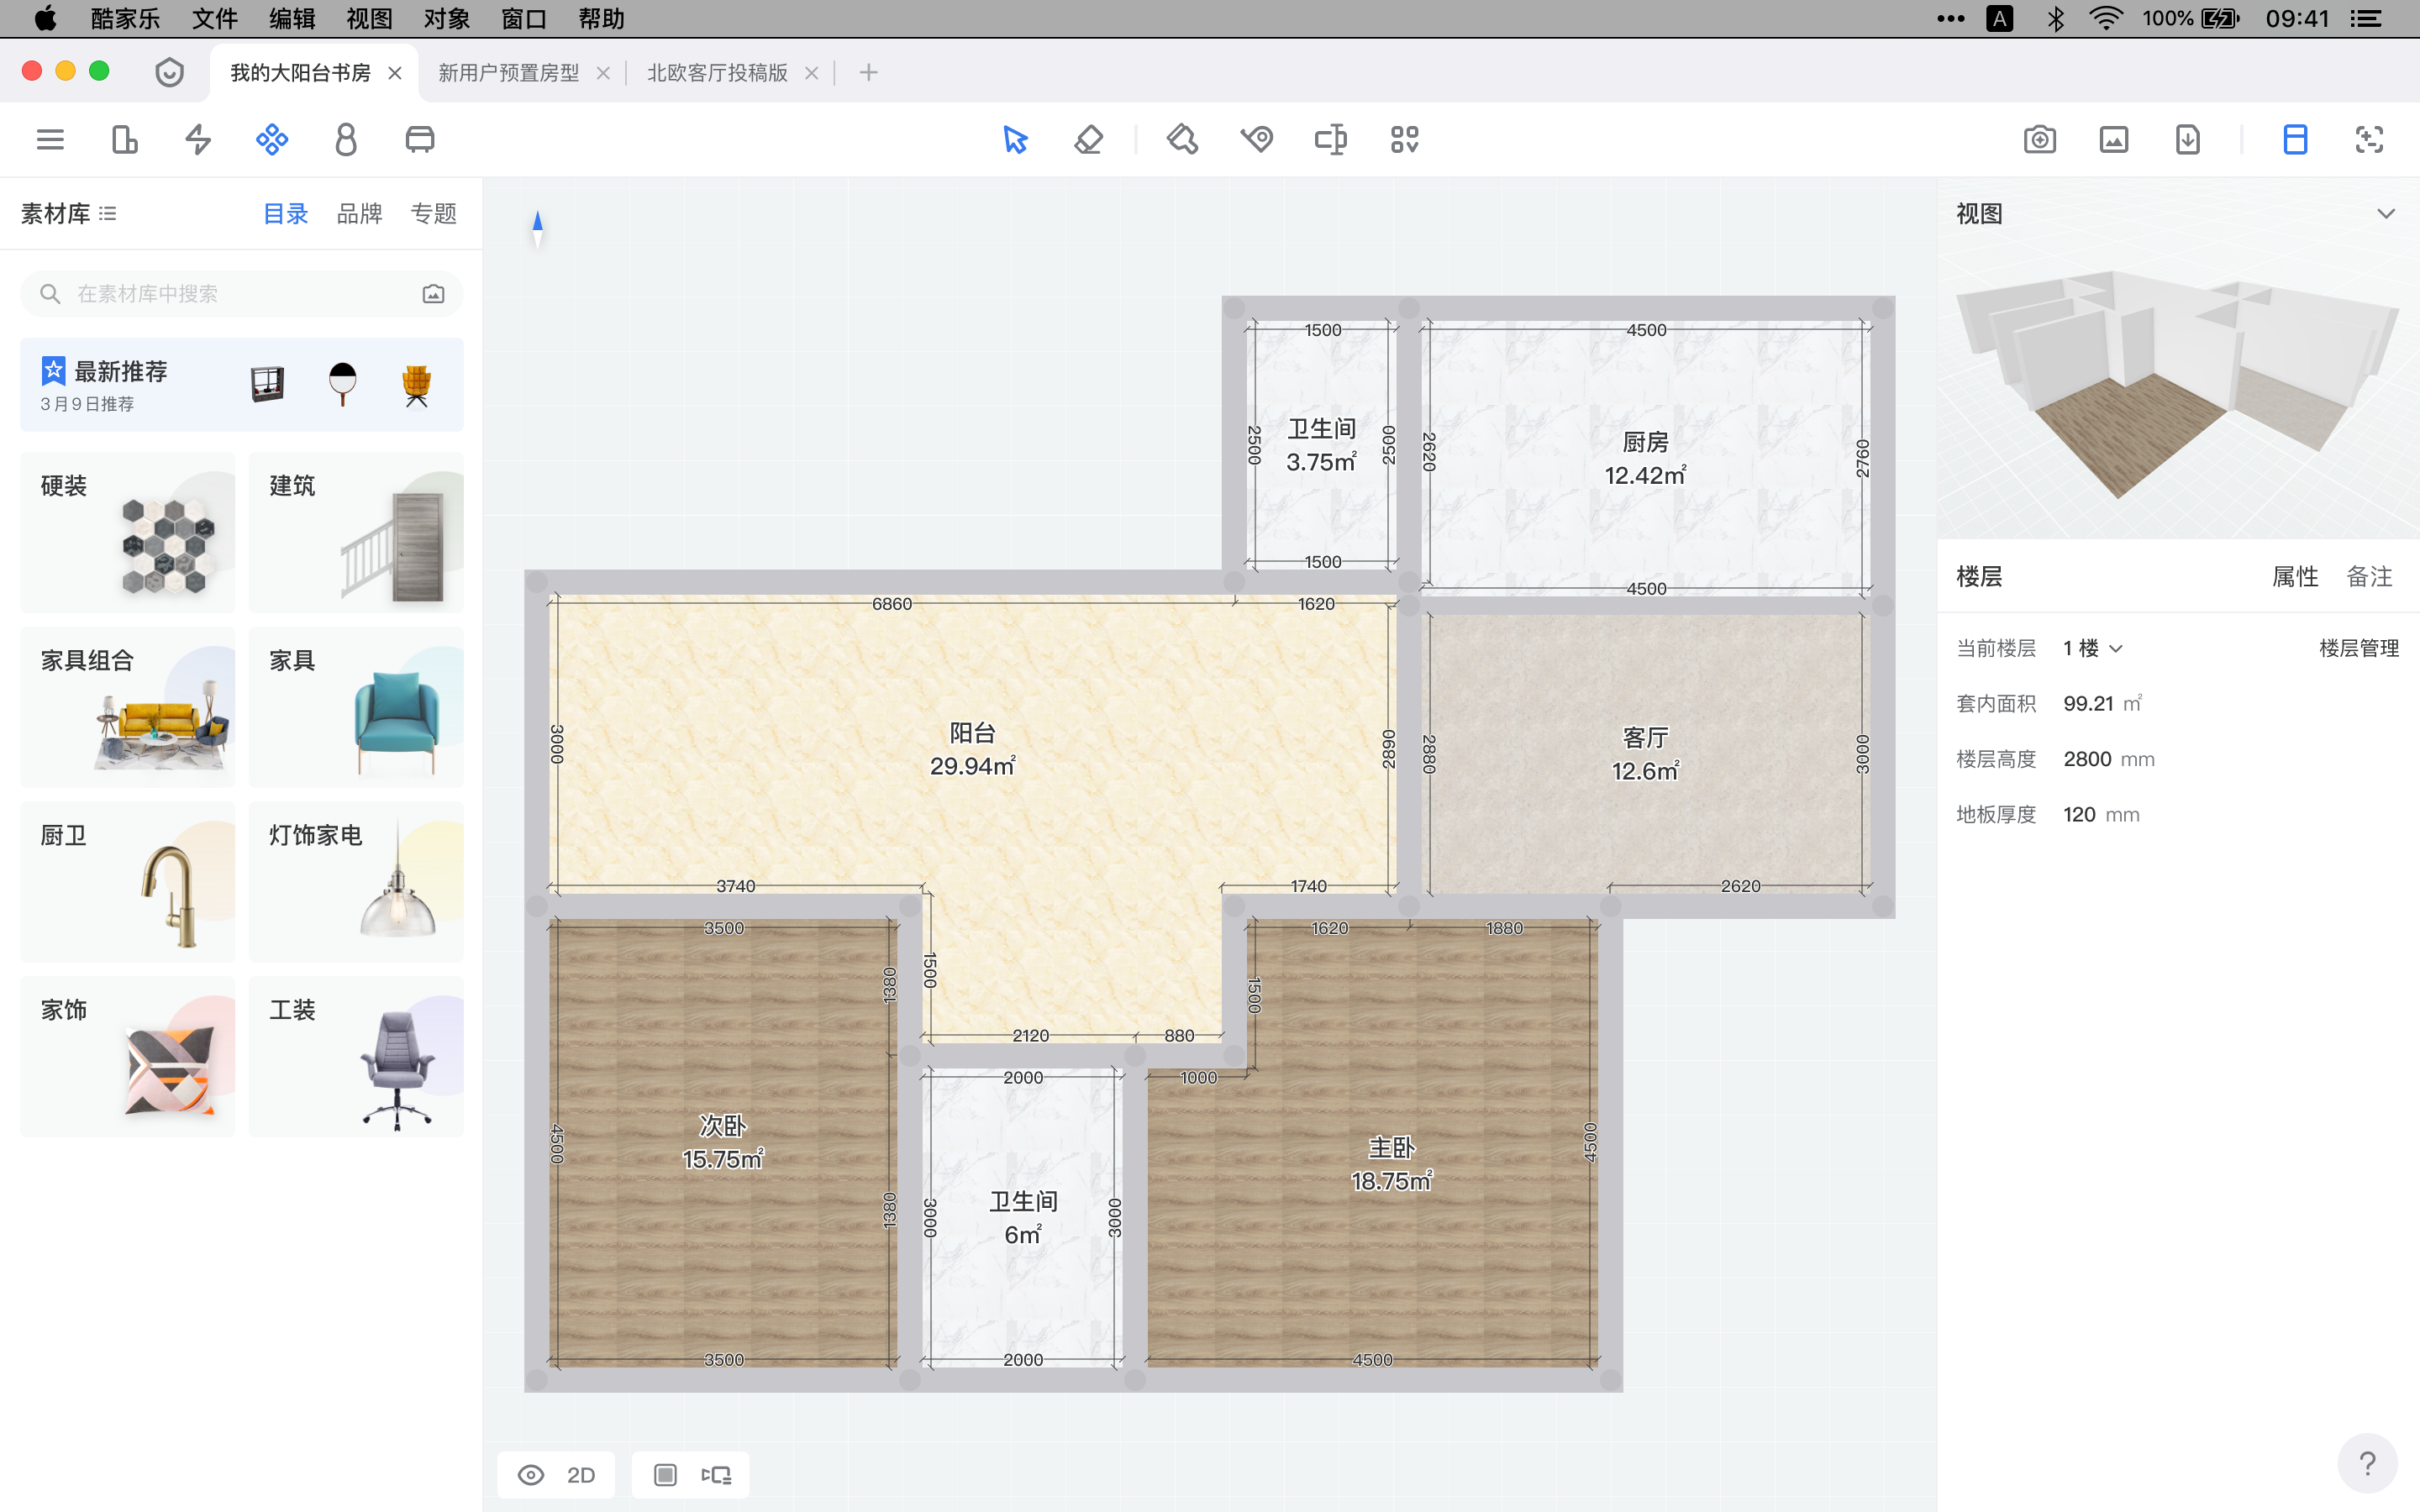 酷家乐 文件 编辑 视图 对象 窗口 帮助
A 100% 09:41
我的大阳台书房 新用户预置房型 北欧客厅投稿版
素材库 目录 品牌 专题
在素材库中搜索
最新推荐
3月9日推荐
硬装 建筑
家具组合 家具
厨卫 灯饰家电
家饰 工装
1500 4500
卫生间
3.75㎡
2500 2500
厨房
12.42㎡
2620 2760
1500 4500
6860 1620
阳台
29.94㎡
3000 2890
客厅
12.6㎡
2880 3000
3740 1740 2620
3500 1620 1880
1380 1500 1500
2120 880
2000 1000
次卧
15.75㎡
4500 1380
卫生间
6㎡
3000 3000
主卧
18.75㎡
4500
3500 2000 4500
2D
视图
楼层 属性 备注
当前楼层 1 楼 楼层管理
套内面积 99.21 ㎡
楼层高度 2800 mm
地板厚度 120 mm
?